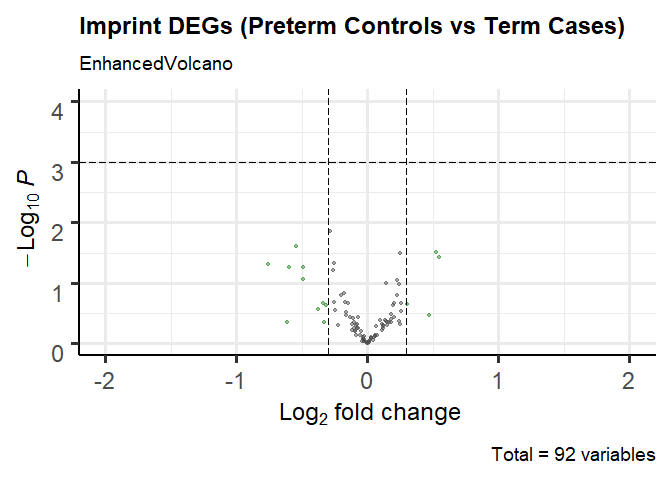 Imprint DEGs (Preterm Controls vs Term Cases)
EnhancedVolcano
4
3
2
1
0
−Log10 P
-2 -1 0 1 2
Log2 fold change
Total = 92 variables